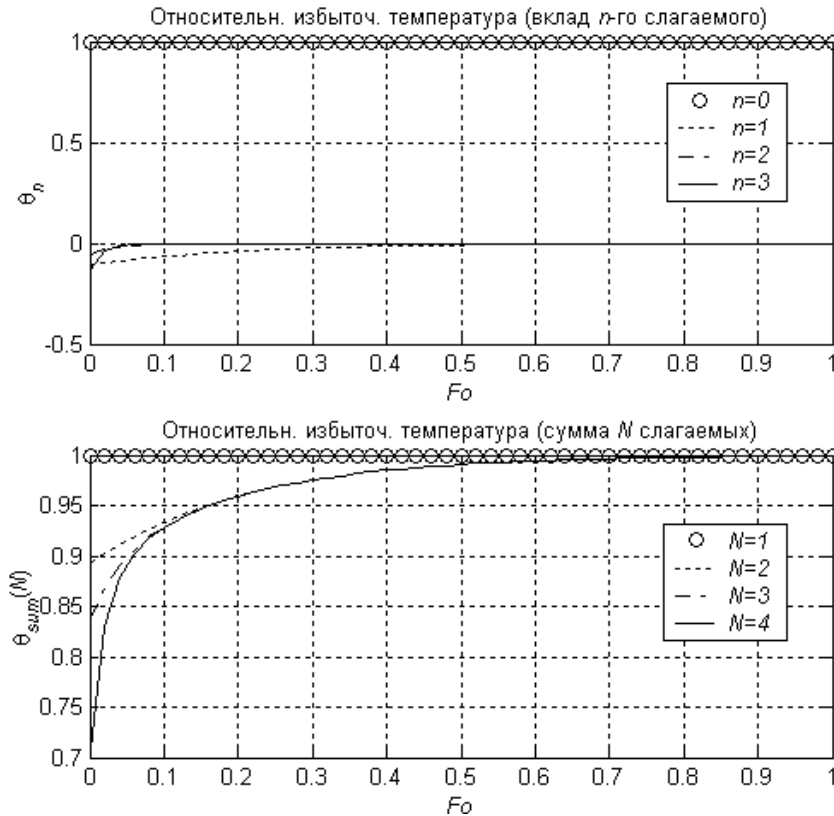 Относительн. избыточ. температура (вклад n-го слагаемого)
1
0.5
0
-0.5
θn
n=0
n=1
n=2
n=3
0 0.1 0.2 0.3 0.4 0.5 0.6 0.7 0.8 0.9 1
Fo
Относительн. избыточ. температура (сумма N слагаемых)
1
0.95
0.9
0.85
0.8
0.75
0.7
θsum(N)
N=1
N=2
N=3
N=4
0 0.1 0.2 0.3 0.4 0.5 0.6 0.7 0.8 0.9 1
Fo